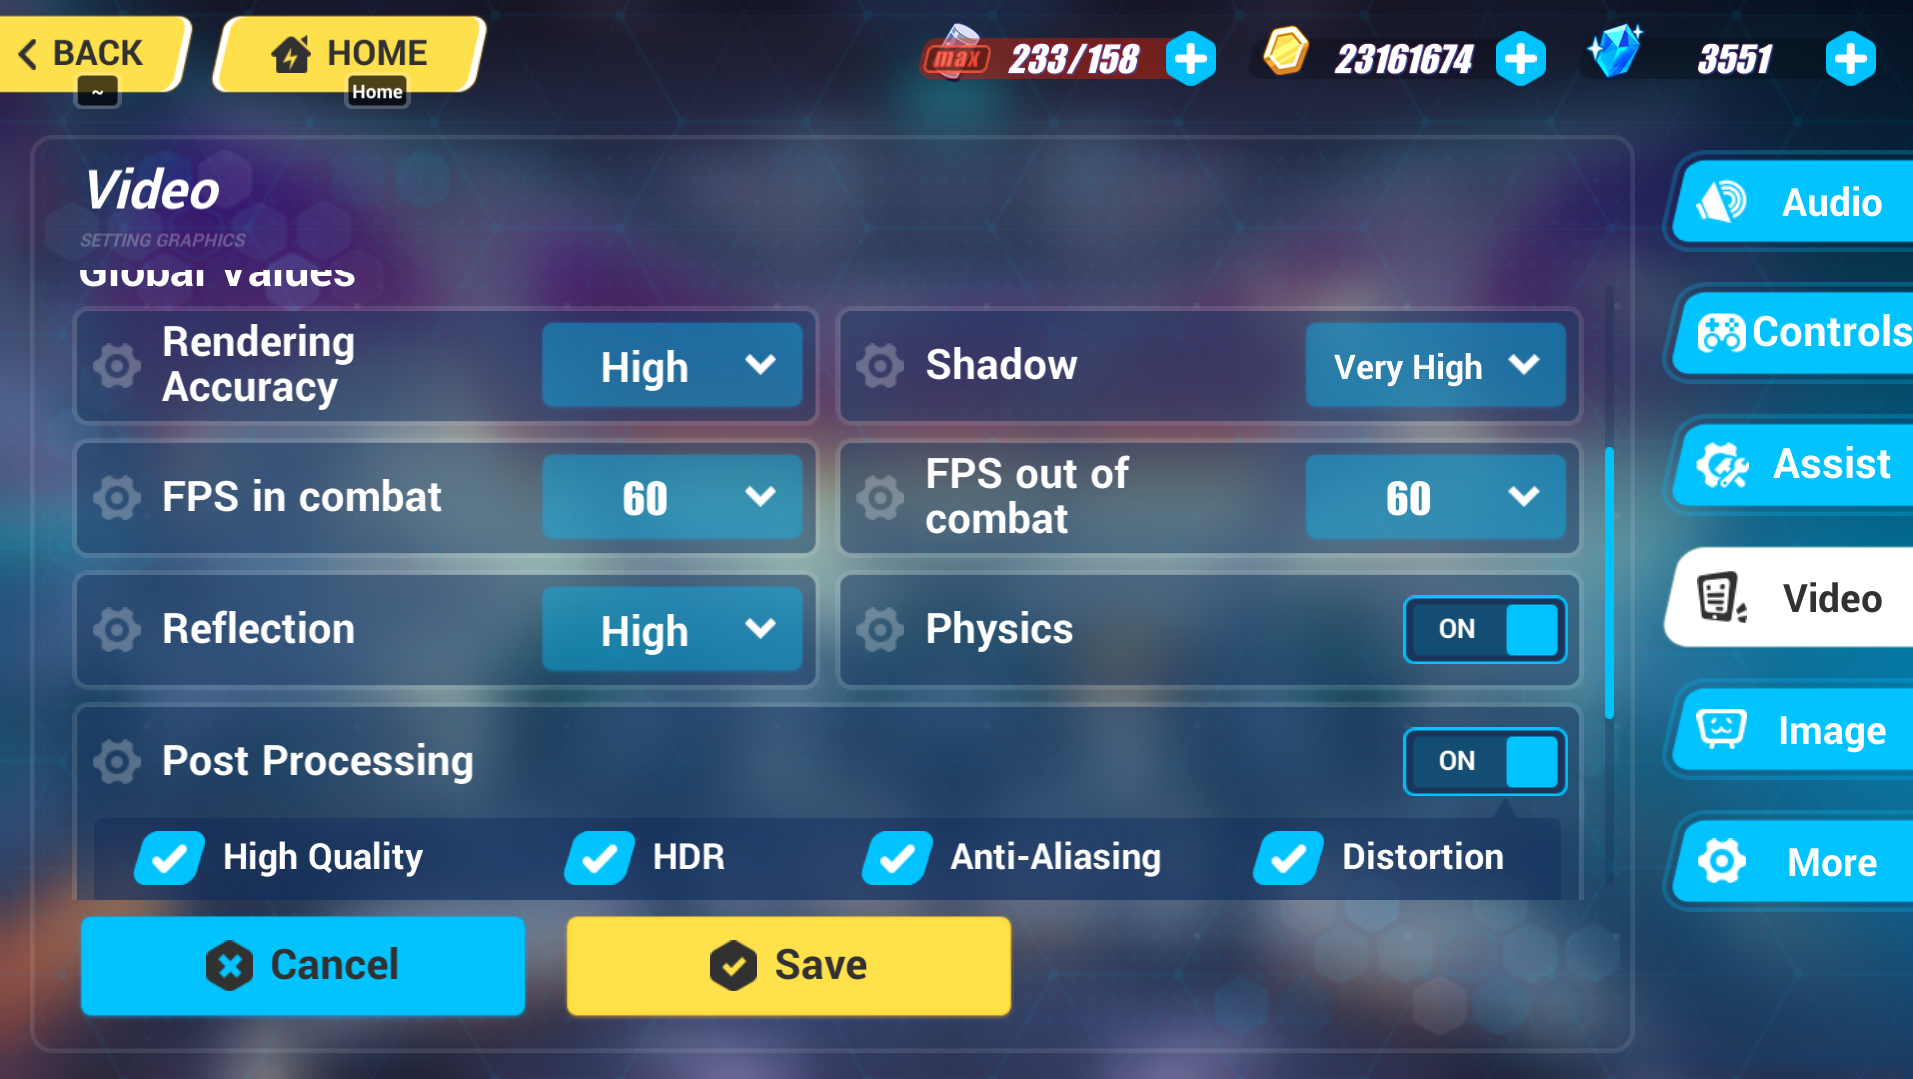 BACK
~
HOME
Home
max
233/158
23161674
3551
Video
SETTING GRAPHICS
Global Values
Rendering
Accuracy
High
Shadow
Very High
FPS in combat
60
FPS out of
combat
60
Reflection
High
Physics
ON
Post Processing
ON
High Quality
HDR
Anti-Aliasing
Distortion
Cancel
Save
Audio
Controls
Assist
Video
Image
More